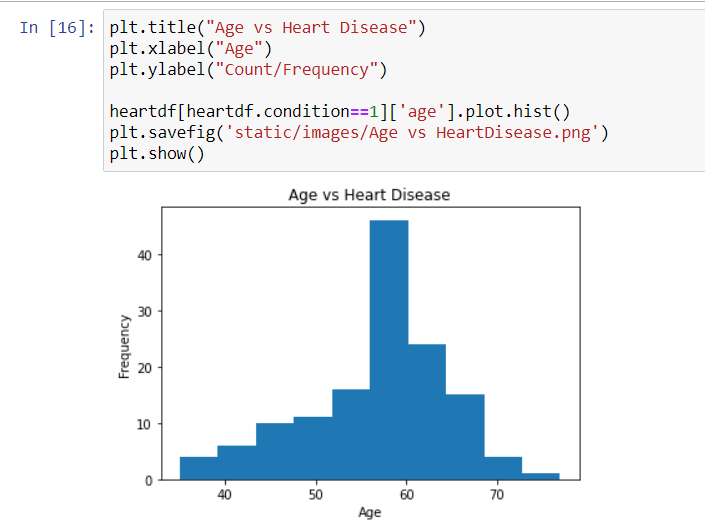 In [16]: plt.title("Age vs Heart Disease")
plt.xlabel("Age")
plt.ylabel("Count/Frequency")
heartdf[heartdf.condition==1]['age'].plot.hist()
plt.savefig('static/images/Age vs HeartDisease.png')
plt.show()
Age vs Heart Disease
Frequency
40
30
20
10
0
40 50 60 70
Age